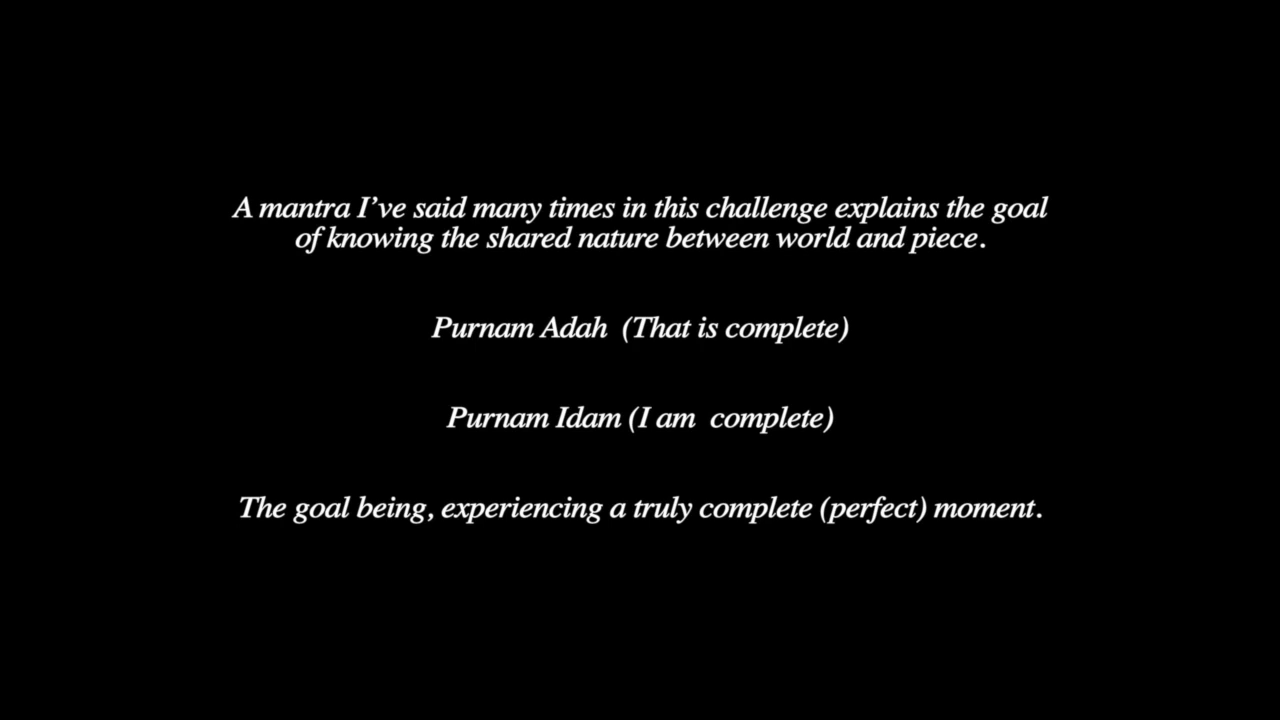 A mantra I’ve said many times in this challenge explains the goal
of knowing the shared nature between world and piece.
Purnam Adah (That is complete)
Purnam Idam (I am complete)
The goal being, experiencing a truly complete (perfect) moment.